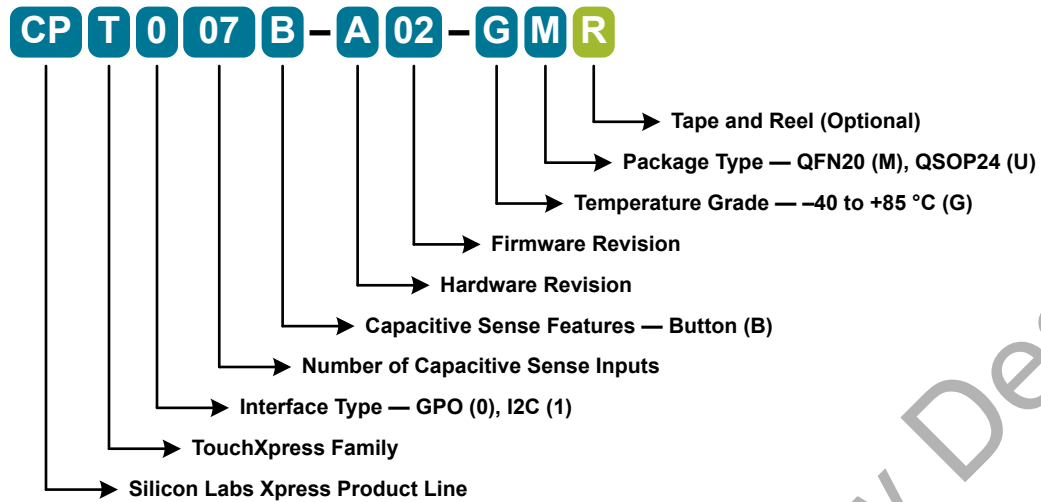 CP T 0 07 B – A 02 – G M R
Tape and Reel (Optional)
Package Type — QFN20 (M), QSOP24 (U)
Temperature Grade — –40 to +85 °C (G)
Firmware Revision
Hardware Revision
Capacitive Sense Features — Button (B)
Number of Capacitive Sense Inputs
Interface Type — GPO (0), I2C (1)
TouchXpress Family
Silicon Labs Xpress Product Line